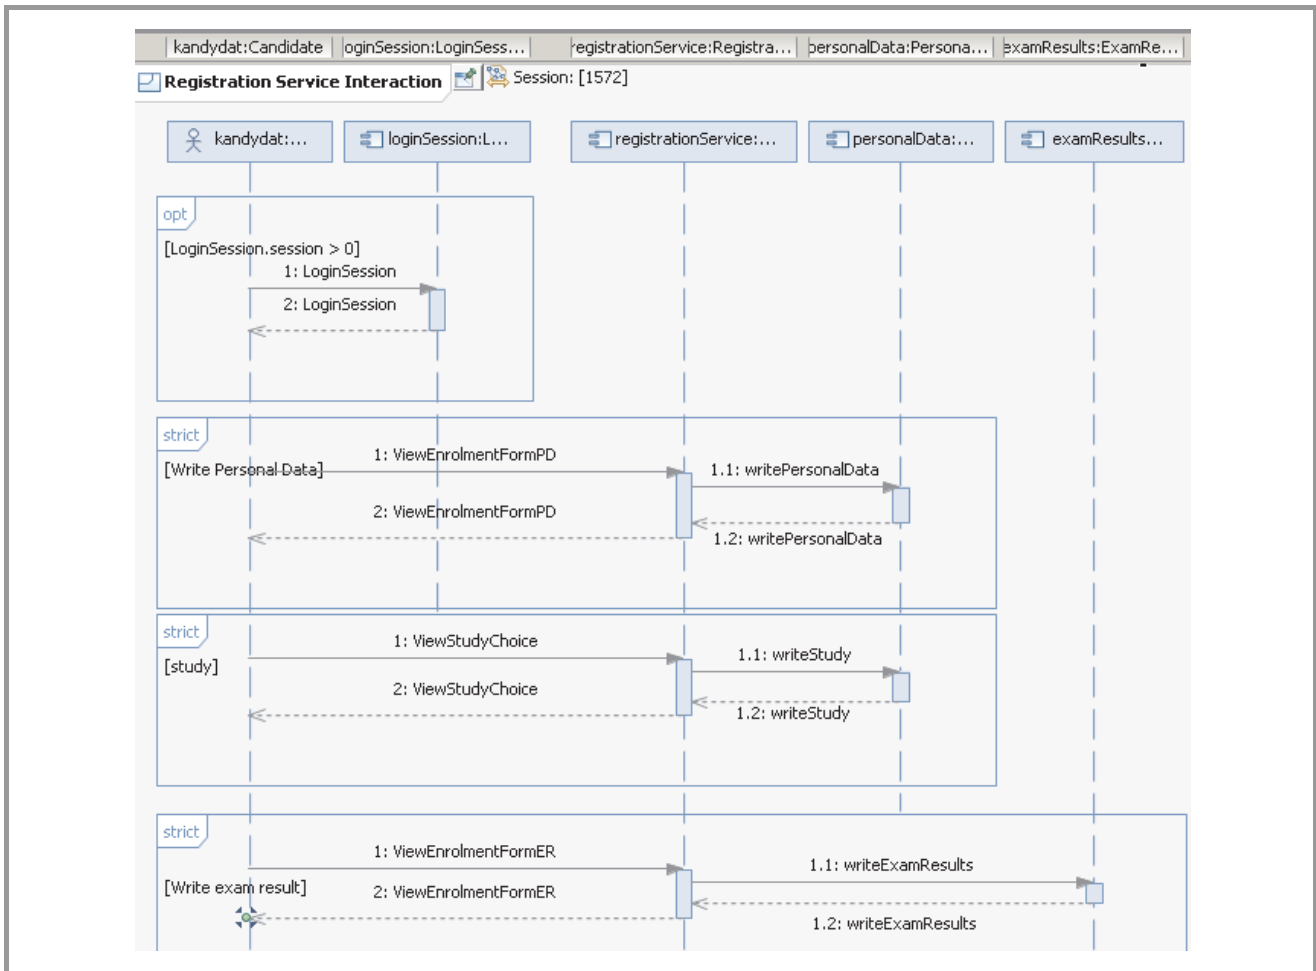 kandydat:Candidate
oginSession:LoginSess...
registrationService:Registra...
personalData:Persona...
examResults:ExamRe...
Registration Service Interaction
Session: [1572]
kandydat:...
loginSession:L...
registrationService:...
personalData:...
examResults...
opt
[LoginSession.session > 0]
1: LoginSession
2: LoginSession
strict
[Write Personal Data]
1: ViewEnrolmentFormPD
1.1: writePersonalData
2: ViewEnrolmentFormPD
1.2: writePersonalData
strict
[study]
1: ViewStudyChoice
1.1: writeStudy
2: ViewStudyChoice
1.2: writeStudy
strict
1: ViewEnrolmentFormER
1.1: writeExamResults
[Write exam result]
2: ViewEnrolmentFormER
1.2: writeExamResults